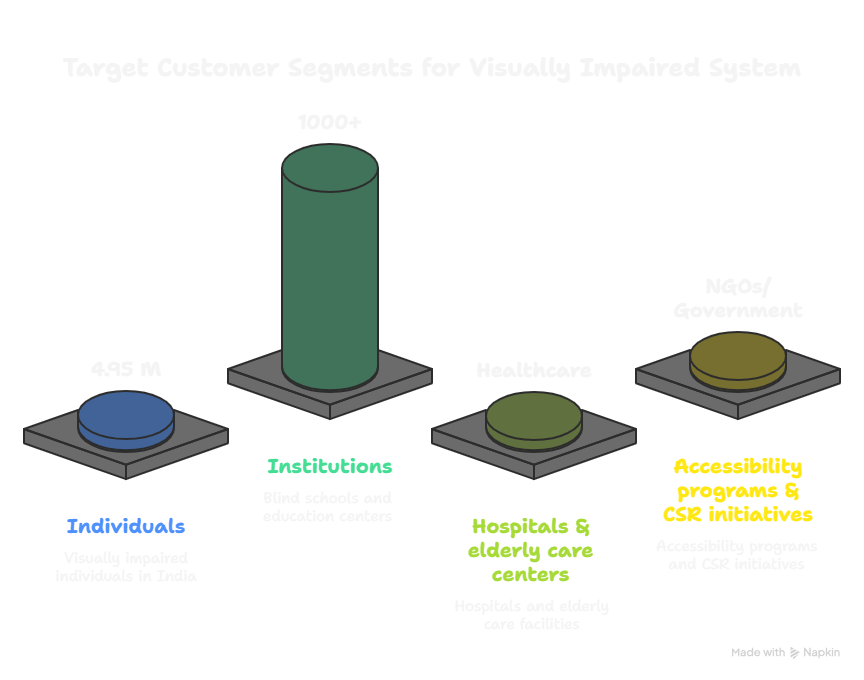 Target Customer Segments for Visually Impaired System
1000+
NGOs/
Government
4.95 M
Healthcare
Institutions
Blind schools and
education centers
Accessibility
programs &
CSR initiatives
Accessibility programs
and CSR initiatives
Individuals
Visually impaired
individuals in India
Hospitals &
elderly care
centers
Hospitals and elderly
care facilities
Made with Napkin